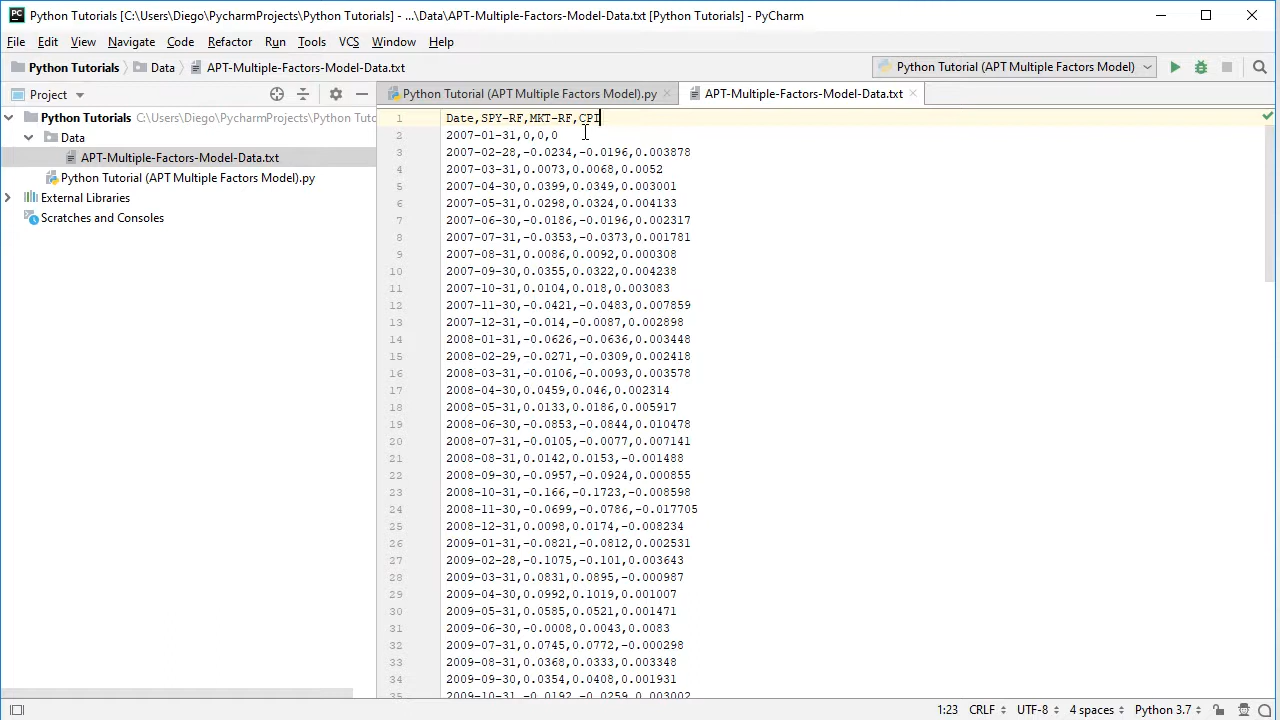 Python Tutorials [C:\Users\Diego\PycharmProjects\Python Tutorials] - ...\Data\APT-Multiple-Factors-Model-Data.txt [Python Tutorials] - PyCharm
File Edit View Navigate Code Refactor Run Tools VCS Window Help
Python Tutorials Data APT-Multiple-Factors-Model-Data.txt Python Tutorial (APT Multiple Factors Model)
Project Python Tutorial (APT Multiple Factors Model).py APT-Multiple-Factors-Model-Data.txt
Python Tutorials C:\Users\Diego\PycharmProjects\Python Tuto
Data
APT-Multiple-Factors-Model-Data.txt
Python Tutorial (APT Multiple Factors Model).py
External Libraries
Scratches and Consoles
1 Date,SPY-RF,MKT-RF,CPI
2 2007-01-31,0,0,0
3 2007-02-28,-0.0234,-0.0196,0.003878
4 2007-03-31,0.0073,0.0068,0.0052
5 2007-04-30,0.0399,0.0349,0.003001
6 2007-05-31,0.0298,0.0324,0.004133
7 2007-06-30,-0.0186,-0.0196,0.002317
8 2007-07-31,-0.0353,-0.0373,0.001781
9 2007-08-31,0.0086,0.0092,0.000308
10 2007-09-30,0.0355,0.0322,0.004238
11 2007-10-31,0.0104,0.018,0.003083
12 2007-11-30,-0.0421,-0.0483,0.007859
13 2007-12-31,-0.014,-0.0087,0.002898
14 2008-01-31,-0.0626,-0.0636,0.003448
15 2008-02-29,-0.0271,-0.0309,0.002418
16 2008-03-31,-0.0106,-0.0093,0.003578
17 2008-04-30,0.0459,0.046,0.002314
18 2008-05-31,0.0133,0.0186,0.005917
19 2008-06-30,-0.0853,-0.0844,0.010478
20 2008-07-31,-0.0105,-0.0077,0.007141
21 2008-08-31,0.0142,0.0153,-0.001488
22 2008-09-30,-0.0957,-0.0924,0.000855
23 2008-10-31,-0.166,-0.1723,-0.008598
24 2008-11-30,-0.0699,-0.0786,-0.017705
25 2008-12-31,0.0098,0.0174,-0.008234
26 2009-01-31,-0.0821,-0.0812,0.002531
27 2009-02-28,-0.1075,-0.101,0.003643
28 2009-03-31,0.0831,0.0895,-0.000987
29 2009-04-30,0.0992,0.1019,0.001007
30 2009-05-31,0.0585,0.0521,0.001471
31 2009-06-30,-0.0008,0.0043,0.0083
32 2009-07-31,0.0745,0.0772,-0.000298
33 2009-08-31,0.0368,0.0333,0.003348
34 2009-09-30,0.0354,0.0408,0.001931
35 2009-10-31,-0.0192,-0.0259,0.003002
1:23 CRLF UTF-8 4 spaces Python 3.7